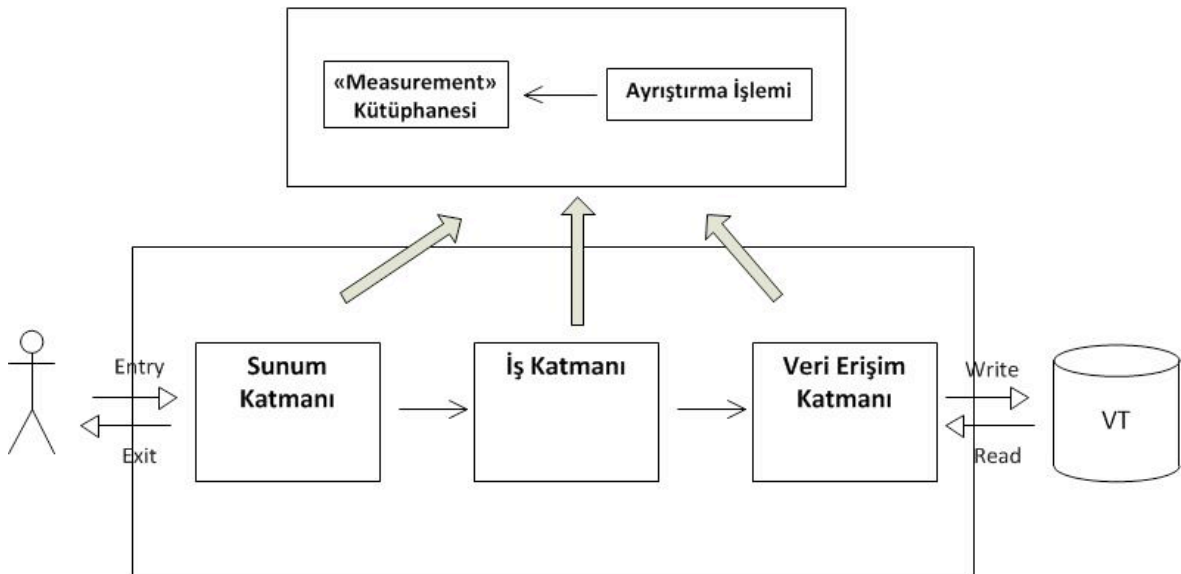 «Measurement»
Kütüphanesi
Ayrıştırma İşlemi
Entry
Exit
Sunum
Katmanı
İş Katmanı
Veri Erişim
Katmanı
Write
Read
VT